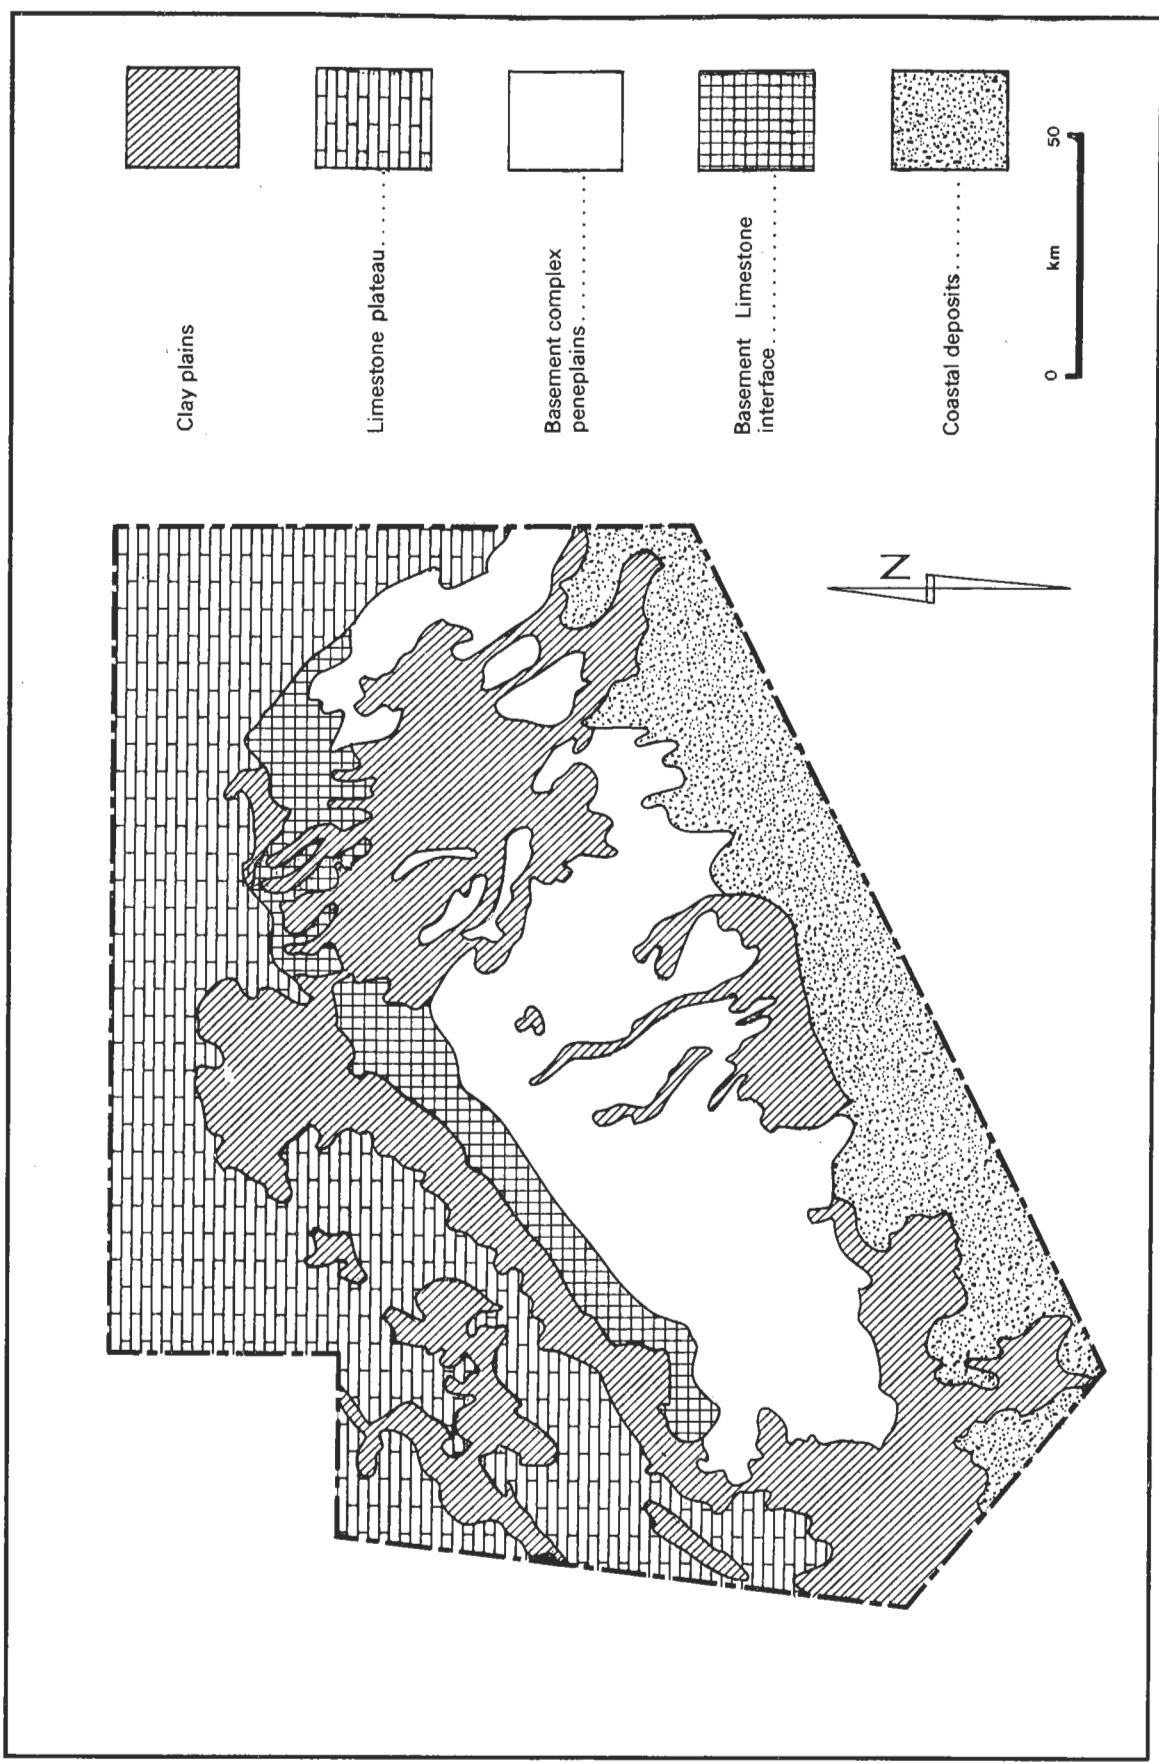 Clay plains
Limestone plateau......
Basement complex
peneplains..............
Basement Limestone
interface................
Coastal deposits........
0 km 50
N